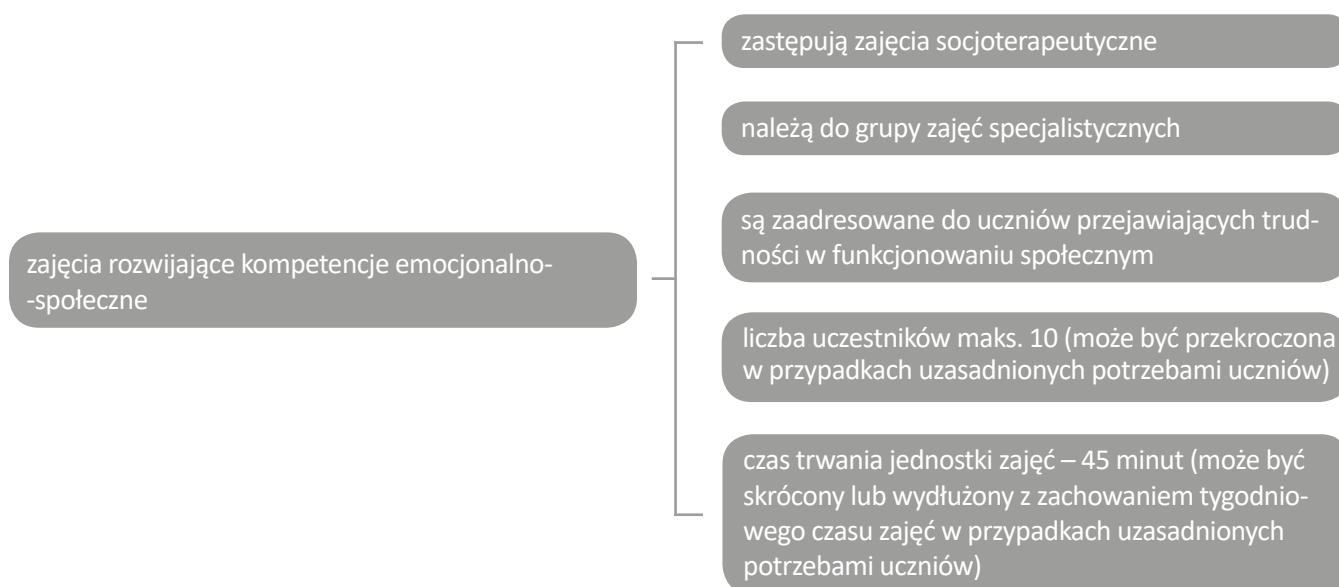 zajęcia rozwijające kompetencje emocjonalno-
-społeczne
zastępują zajęcia socjoterapeutyczne
należą do grupy zajęć specjalistycznych
są zaadresowane do uczniów przejawiających trud-
ności w funkcjonowaniu społecznym
liczba uczestników maks. 10 (może być przekroczona
w przypadkach uzasadnionych potrzebami uczniów)
czas trwania jednostki zajęć – 45 minut (może być
skrócony lub wydłużony z zachowaniem tygodnio-
wego czasu zajęć w przypadkach uzasadnionych
potrzebami uczniów)